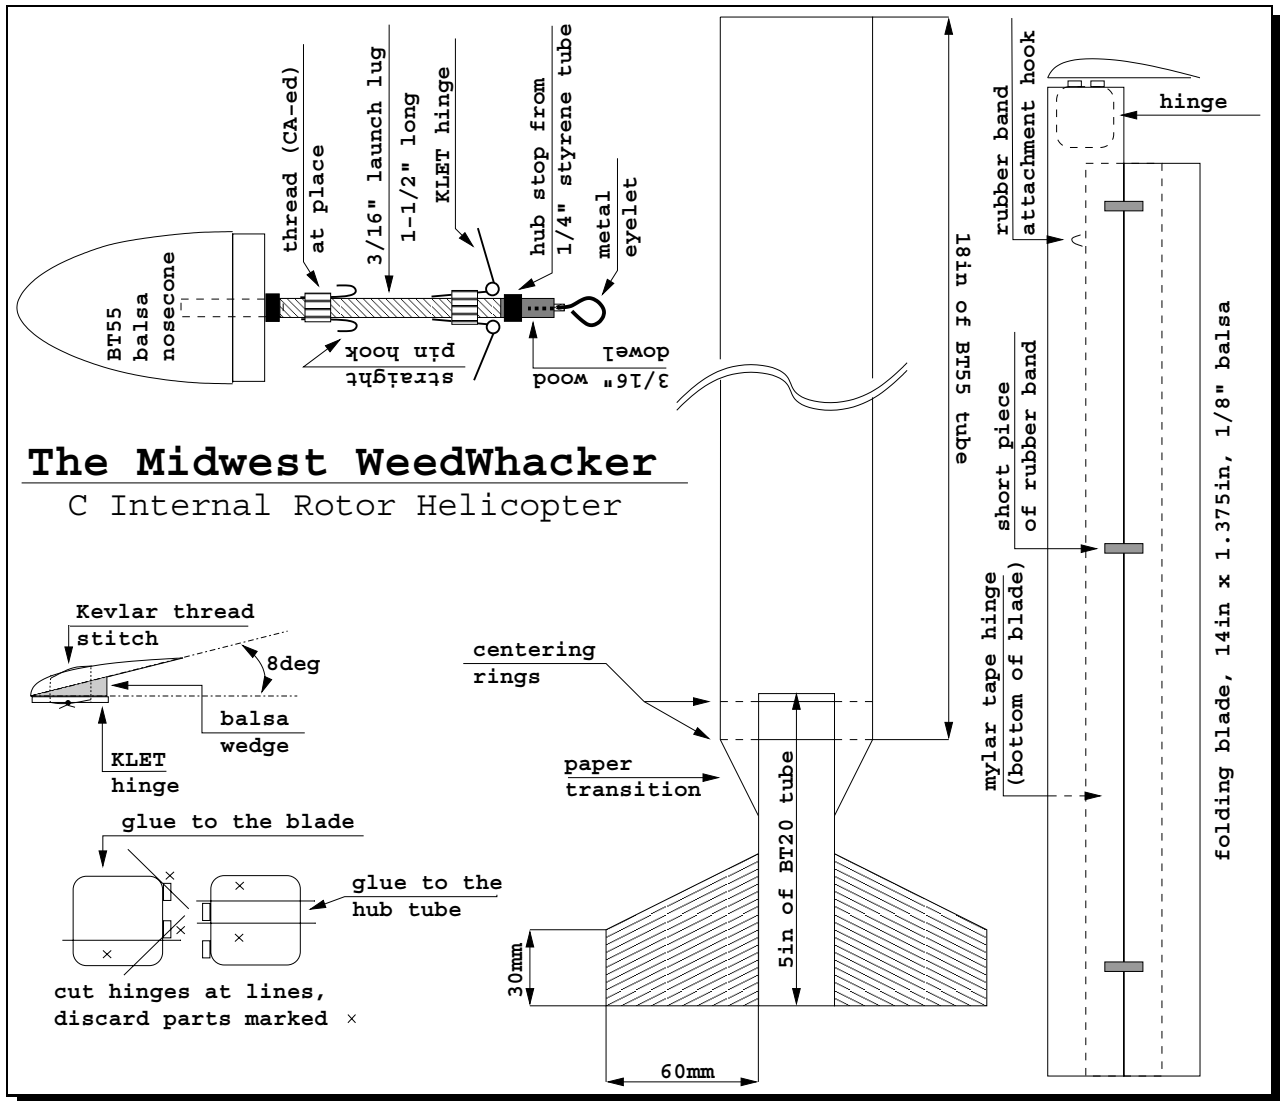 thread (CA-ed)
at place
3/16" launch lug
1-1/2" long
KLET hinge
hub stop from
1/4" styrene tube
metal
eyelet
BT55
balsa
nosecone
straight
pin hook
3/16" wood
dowel
The Midwest WeedWhacker
C Internal Rotor Helicopter
Kevlar thread
stitch
8deg
balsa
wedge
KLET
hinge
glue to the blade
glue to the
hub tube
cut hinges at lines,
discard parts marked ×
18in of BT55 tube
centering
rings
paper
transition
5in of BT20 tube
30mm
60mm
rubber band
attachment hook
hinge
short piece
of rubber band
mylar tape hinge
(bottom of blade)
folding blade, 14in x 1.375in, 1/8" balsa